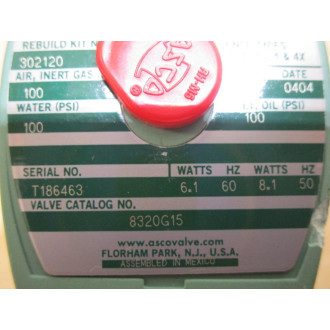 REBUILD KIT N
302120 & 4X
AIR, INERT GAS DATE
100 0404
WATER (PSI) OIL (PSI)
100 100
ASCO
SERIAL NO. WATTS HZ WATTS HZ
T186463 6.1 60 8.1 50
VALVE CATALOG NO.
8320G15
www.ascovalve.com
FLORHAM PARK, N.J., U.S.A.
ASSEMBLED IN MEXICO